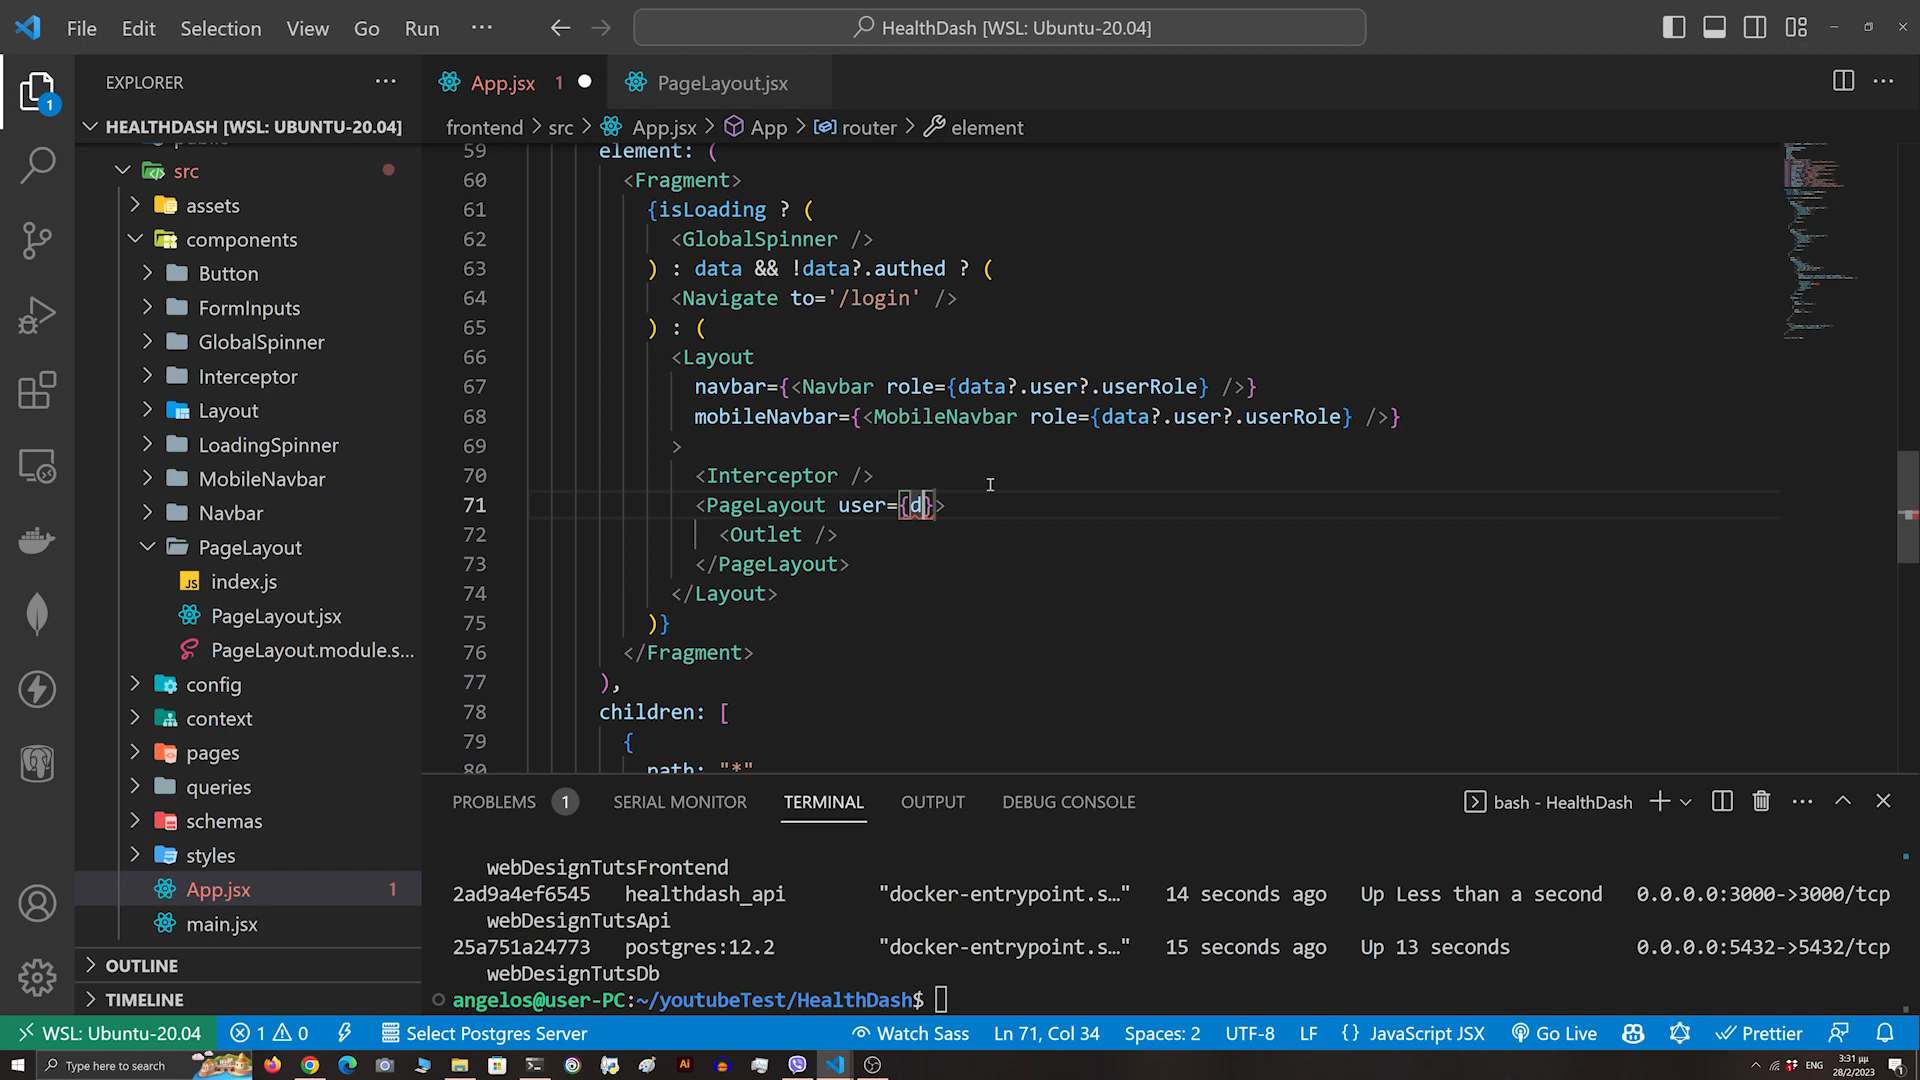 File Edit Selection View Go Run ···
HealthDash [WSL: Ubuntu-20.04]
EXPLORER ···
HEALTHDASH [WSL: UBUNTU-20.04]
src
assets
components
Button
FormInputs
GlobalSpinner
Interceptor
Layout
LoadingSpinner
MobileNavbar
Navbar
PageLayout
index.js
PageLayout.jsx
PageLayout.module.s...
config
context
pages
queries
schemas
styles
App.jsx 1
main.jsx
OUTLINE
TIMELINE
1
App.jsx 1
PageLayout.jsx
frontend > src > App.jsx > App > router > element
59 element: (
60 <Fragment>
61 {isLoading ? (
62 <GlobalSpinner />
63 ) : data && !data?.authed ? (
64 <Navigate to='/login' />
65 ) : (
66 <Layout
67 navbar={<Navbar role={data?.user?.userRole} />}
68 mobileNavbar={<MobileNavbar role={data?.user?.userRole} />}
69 >
70 <Interceptor />
71 <PageLayout user={d}>
72 <Outlet />
73 </PageLayout>
74 </Layout>
75 )}
76 </Fragment>
77 ),
78 children: [
79 {
80 path: "*"
PROBLEMS 1 SERIAL MONITOR TERMINAL OUTPUT DEBUG CONSOLE
bash - HealthDash
webDesignTutsFrontend
2ad9a4ef6545 healthdash_api "docker-entrypoint.s…" 14 seconds ago Up Less than a second 0.0.0.0:3000->3000/tcp
webDesignTutsApi
25a751a24773 postgres:12.2 "docker-entrypoint.s…" 15 seconds ago Up 13 seconds 0.0.0.0:5432->5432/tcp
webDesignTutsDb
angelos@user-PC:~/youtubeTest/HealthDash$
WSL: Ubuntu-20.04 1 0 Select Postgres Server Watch Sass Ln 71, Col 34 Spaces: 2 UTF-8 LF {} JavaScript JSX Go Live Prettier
Type here to search
ENG
3:31 μμ
28/2/2023